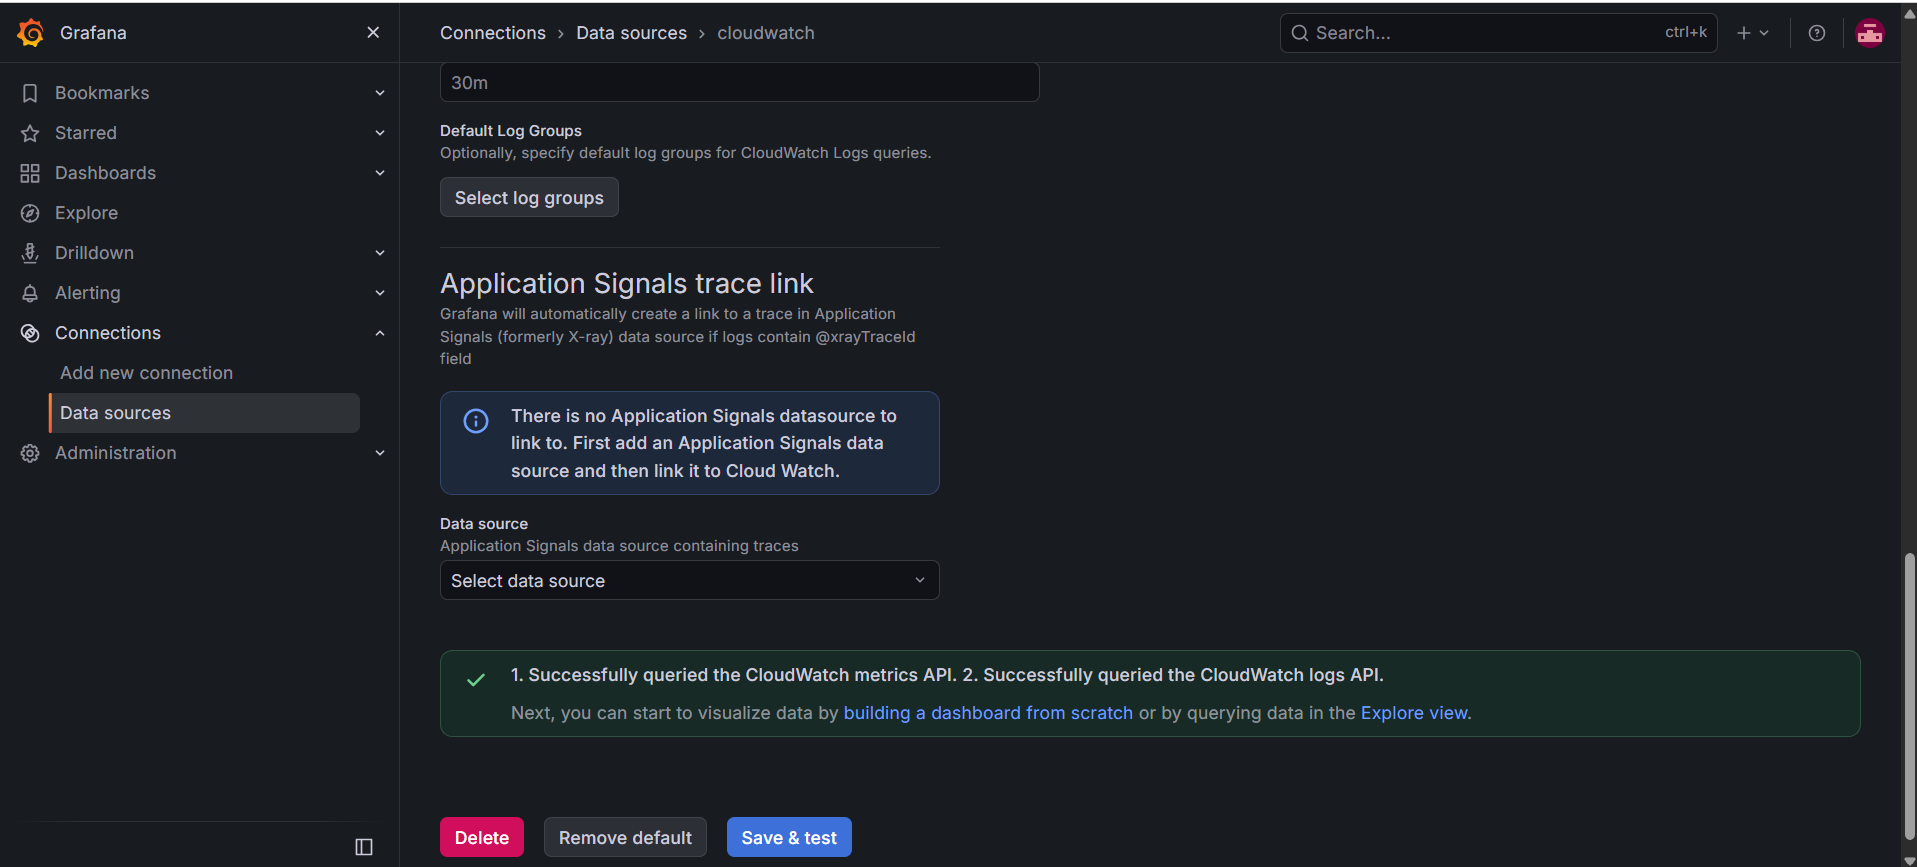 Grafana
Connections › Data sources › cloudwatch
Search...
ctrl+k
Bookmarks
Starred
Dashboards
Explore
Drilldown
Alerting
Connections
Add new connection
Data sources
Administration
30m
Default Log Groups
Optionally, specify default log groups for CloudWatch Logs queries.
Select log groups
Application Signals trace link
Grafana will automatically create a link to a trace in Application
Signals (formerly X-ray) data source if logs contain @xrayTraceId
field
There is no Application Signals datasource to
link to. First add an Application Signals data
source and then link it to Cloud Watch.
Data source
Application Signals data source containing traces
Select data source
1. Successfully queried the CloudWatch metrics API. 2. Successfully queried the CloudWatch logs API.
Next, you can start to visualize data by building a dashboard from scratch or by querying data in the Explore view.
Delete
Remove default
Save & test